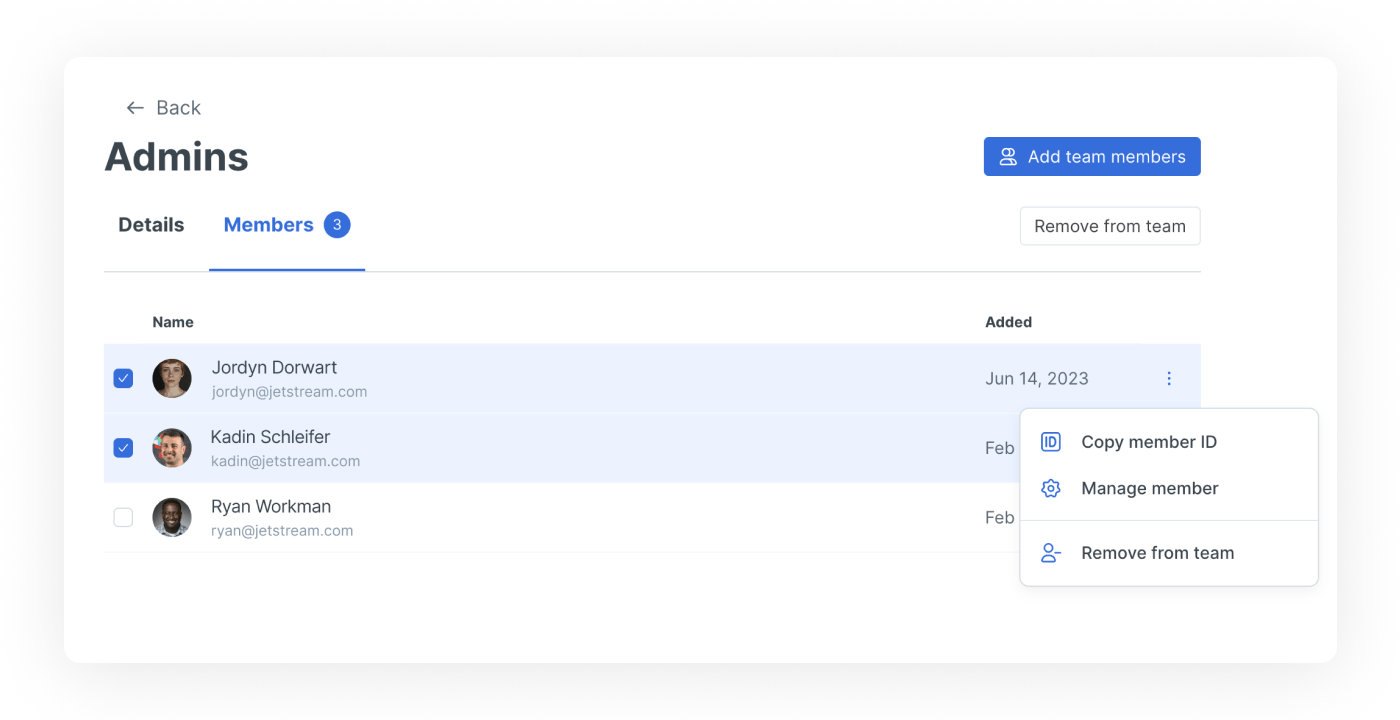 Back
Admins
Add team members
Details
Members 3
Remove from team
Name
Added
Jordyn Dorwart
jordyn@jetstream.com
Jun 14, 2023
Kadin Schleifer
kadin@jetstream.com
Feb
Ryan Workman
ryan@jetstream.com
Feb
ID Copy member ID
Manage member
Remove from team